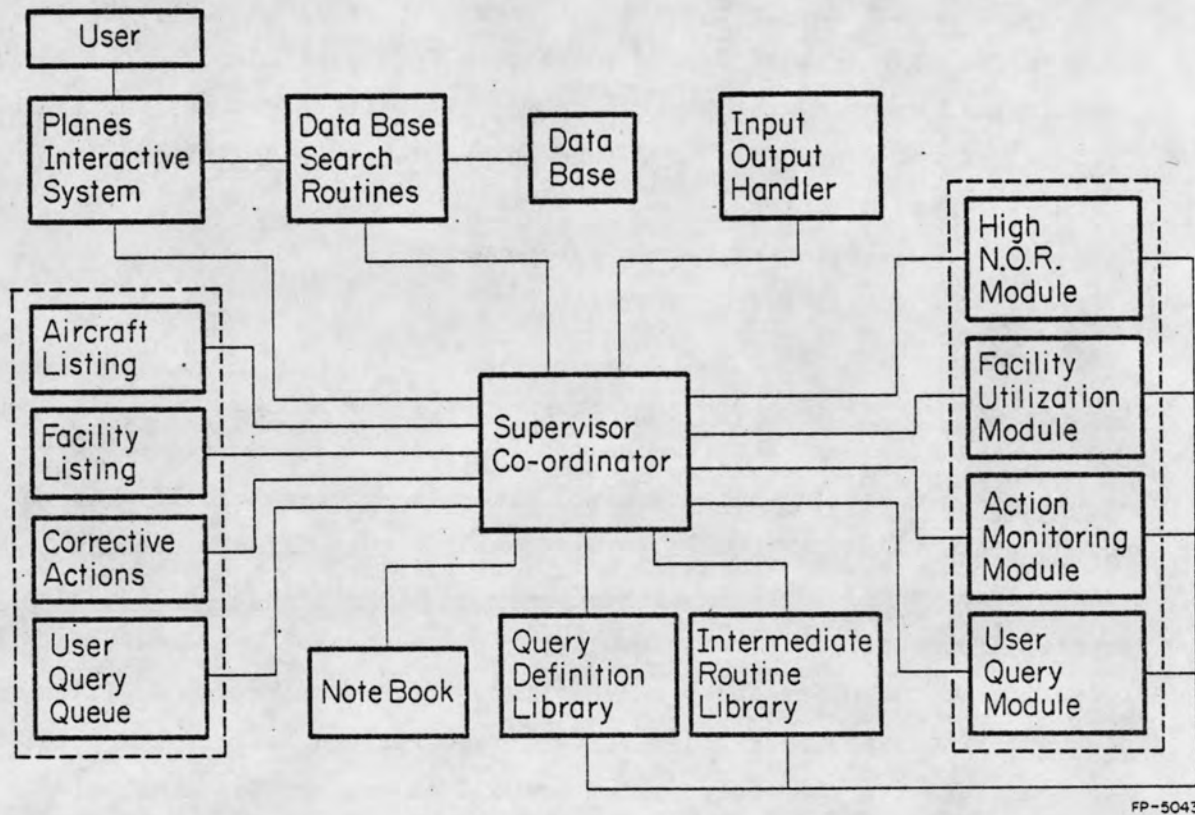 User
Planes
Interactive
System
Data Base
Search
Routines
Data
Base
Input
Output
Handler
High
N.O.R.
Module
Aircraft
Listing
Facility
Utilization
Module
Supervisor
Co-ordinator
Facility
Listing
Action
Monitoring
Module
Corrective
Actions
User
Query
Queue
Note Book
Query
Definition
Library
Intermediate
Routine
Library
User
Query
Module
FP-5043